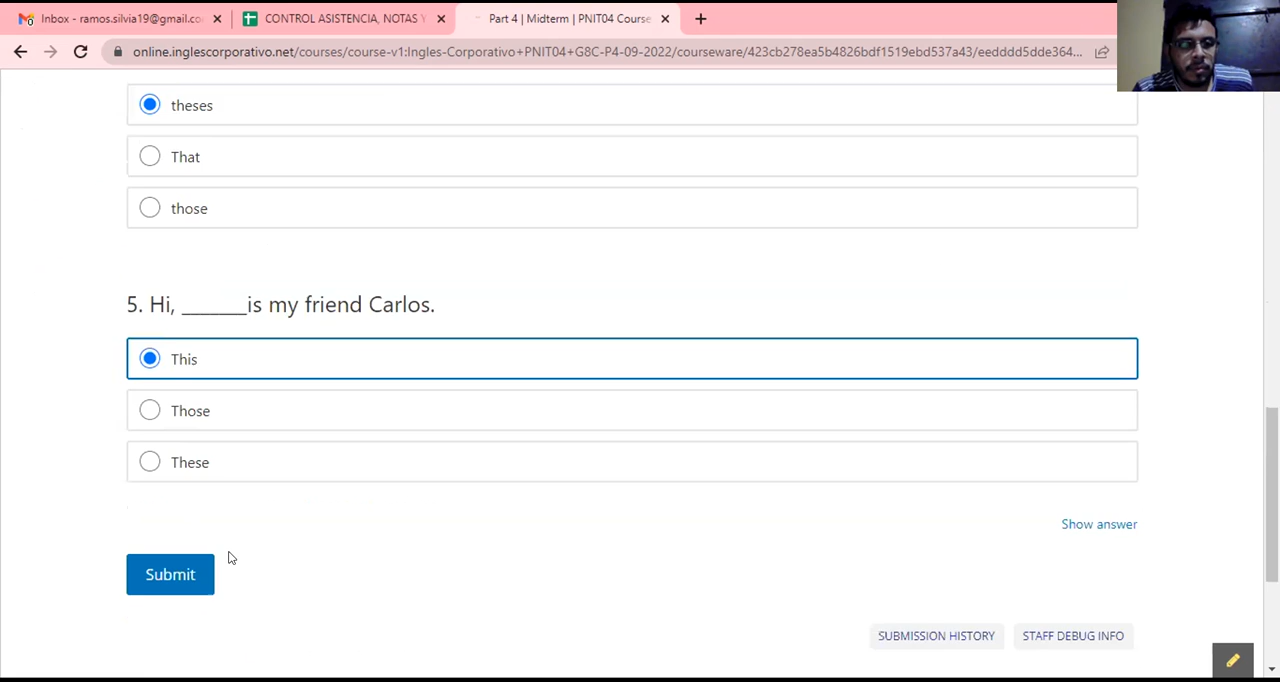 Inbox - ramos.silvia19@gmail.co
CONTROL ASISTENCIA, NOTAS Y
Part 4 | Midterm | PNIT04 Course
online.inglescorporativo.net/courses/course-v1:Ingles-Corporativo+PNIT04+G8C-P4-09-2022/courseware/423cb278ea5b4826bdf1519ebd537a43/eedddd5dde364...
theses
That
those
5. Hi, _______is my friend Carlos.
This
Those
These
Show answer
Submit
SUBMISSION HISTORY
STAFF DEBUG INFO